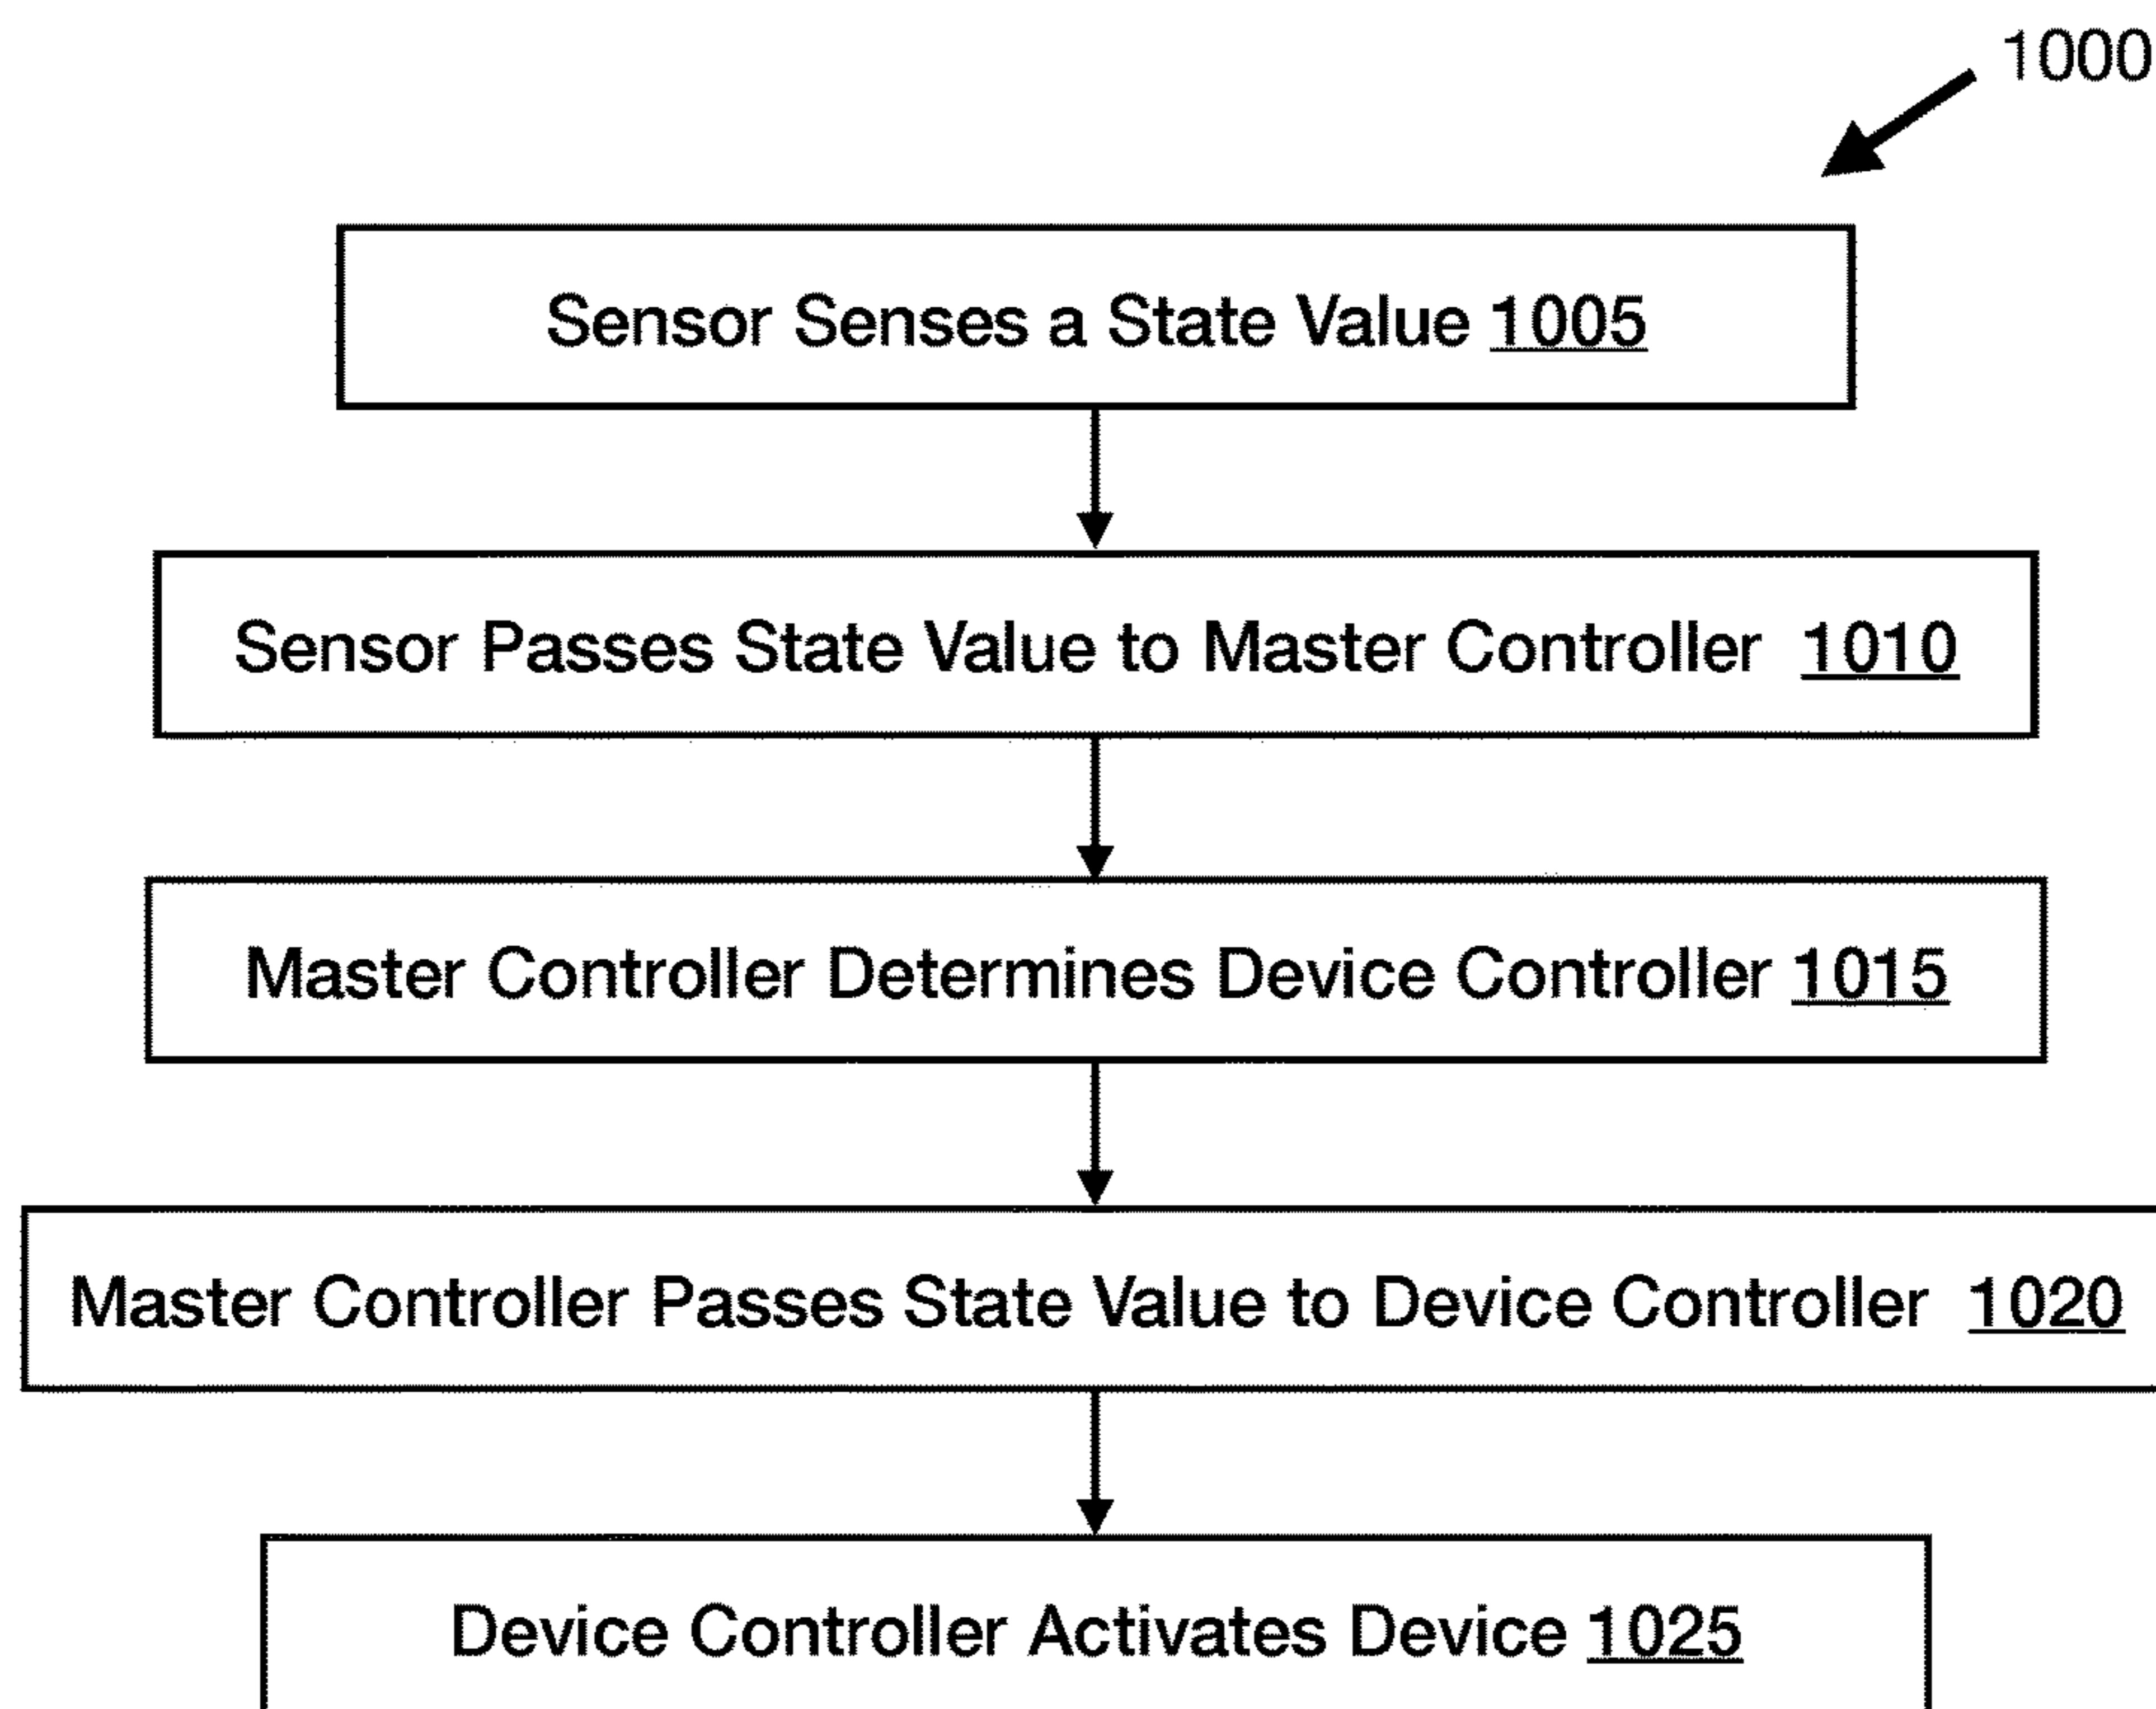 1000
Sensor Senses a State Value 1005
Sensor Passes State Value to Master Controller 1010
Master Controller Determines Device Controller 1015
Master Controller Passes State Value to Device Controller 1020
Device Controller Activates Device 1025